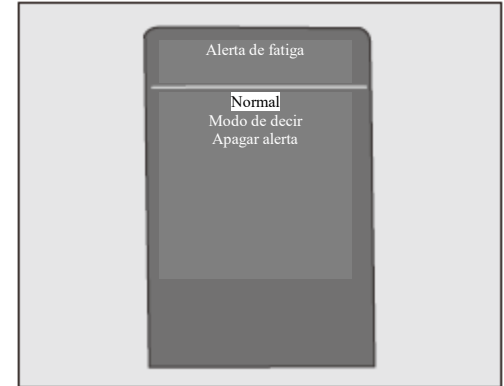 Alerta de fatiga
Normal
Modo de decir
Apagar alerta